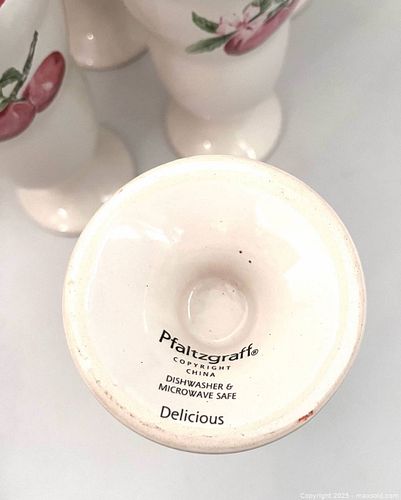 Pfaltzgraff®
COPYRIGHT
CHINA
DISHWASHER &
MICROWAVE SAFE
Delicious
Copyright 2025 - maxsold.com